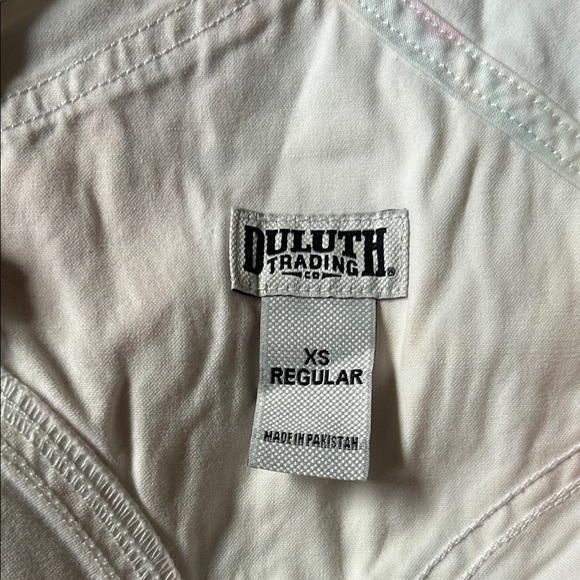 DULUTH
TRADING
CO
®
XS
REGULAR
MADE IN PAKISTAN